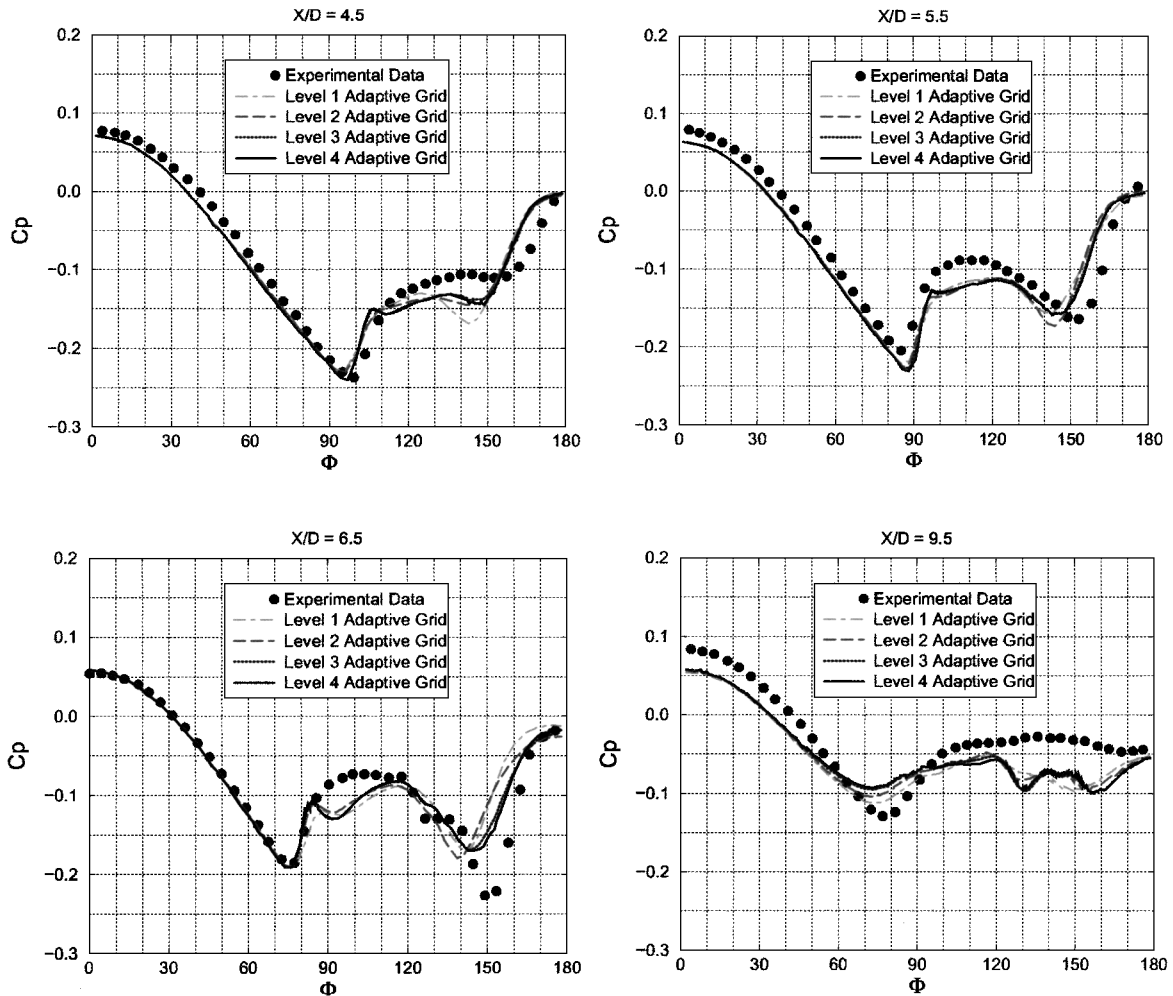 X/D = 4.5
0.2
0.1
0.0
−0.1
−0.2
−0.3
Cp
Experimental Data
Level 1 Adaptive Grid
Level 2 Adaptive Grid
Level 3 Adaptive Grid
Level 4 Adaptive Grid
0 30 60 90 120 150 180
Φ
X/D = 5.5
0.2
0.1
0.0
−0.1
−0.2
−0.3
Cp
Experimental Data
Level 1 Adaptive Grid
Level 2 Adaptive Grid
Level 3 Adaptive Grid
Level 4 Adaptive Grid
0 30 60 90 120 150 180
Φ
X/D = 6.5
0.2
0.1
0.0
−0.1
−0.2
−0.3
Cp
Experimental Data
Level 1 Adaptive Grid
Level 2 Adaptive Grid
Level 3 Adaptive Grid
Level 4 Adaptive Grid
0 30 60 90 120 150 180
Φ
X/D = 9.5
0.2
0.1
0.0
−0.1
−0.2
−0.3
Cp
Experimental Data
Level 1 Adaptive Grid
Level 2 Adaptive Grid
Level 3 Adaptive Grid
Level 4 Adaptive Grid
0 30 60 90 120 150 180
Φ